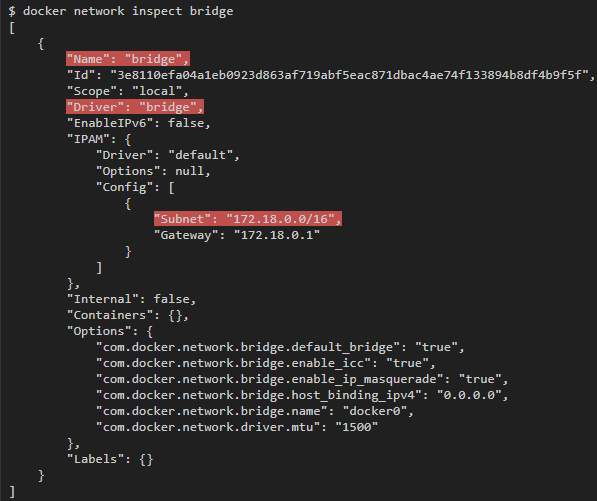 $ docker network inspect bridge
[
    {
        "Name": "bridge",
        "Id": "3e8110efa04a1eb0923d863af719abf5eac871dbac4ae74f133894b8df4b9f5f",
        "Scope": "local",
        "Driver": "bridge",
        "EnableIPv6": false,
        "IPAM": {
            "Driver": "default",
            "Options": null,
            "Config": [
                {
                    "Subnet": "172.18.0.0/16",
                    "Gateway": "172.18.0.1"
                }
            ]
        },
        "Internal": false,
        "Containers": {},
        "Options": {
            "com.docker.network.bridge.default_bridge": "true",
            "com.docker.network.bridge.enable_icc": "true",
            "com.docker.network.bridge.enable_ip_masquerade": "true",
            "com.docker.network.bridge.host_binding_ipv4": "0.0.0.0",
            "com.docker.network.bridge.name": "docker0",
            "com.docker.network.driver.mtu": "1500"
        },
        "Labels": {}
    }
]